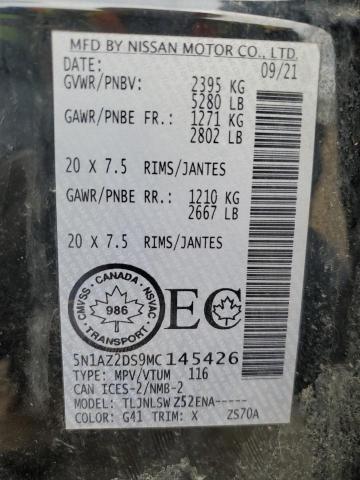 MFD BY NISSAN MOTOR CO., LTD.
DATE: 09/21
GVWR/PNBV: 2395 KG
5280 LB
GAWR/PNBE FR.: 1271 KG
2802 LB
20 X 7.5 RIMS/JANTES
GAWR/PNBE RR.: 1210 KG
2667 LB
20 X 7.5 RIMS/JANTES
CMVSS - CANADA - NSVAC
986
TRANSPORT
EC
5N1AZ2DS9MC145426
5N1AZ2DS9MC 145426
TYPE: MPV/VTUM 116
CAN ICES-2/NMB-2
MODEL: TLJNLSW Z52ENA-----
COLOR: G41 TRIM: X ZS70A